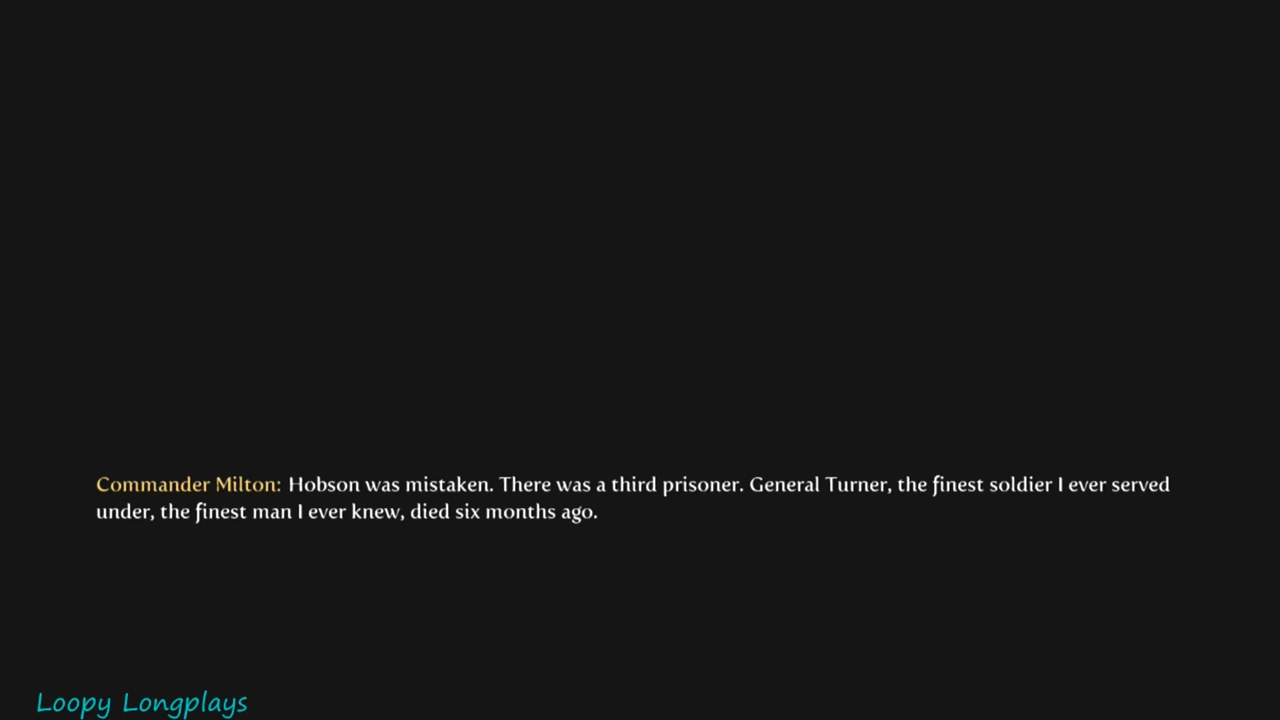 Commander Milton: Hobson was mistaken. There was a third prisoner. General Turner, the finest soldier I ever served
under, the finest man I ever knew, died six months ago.
Loopy Longplays